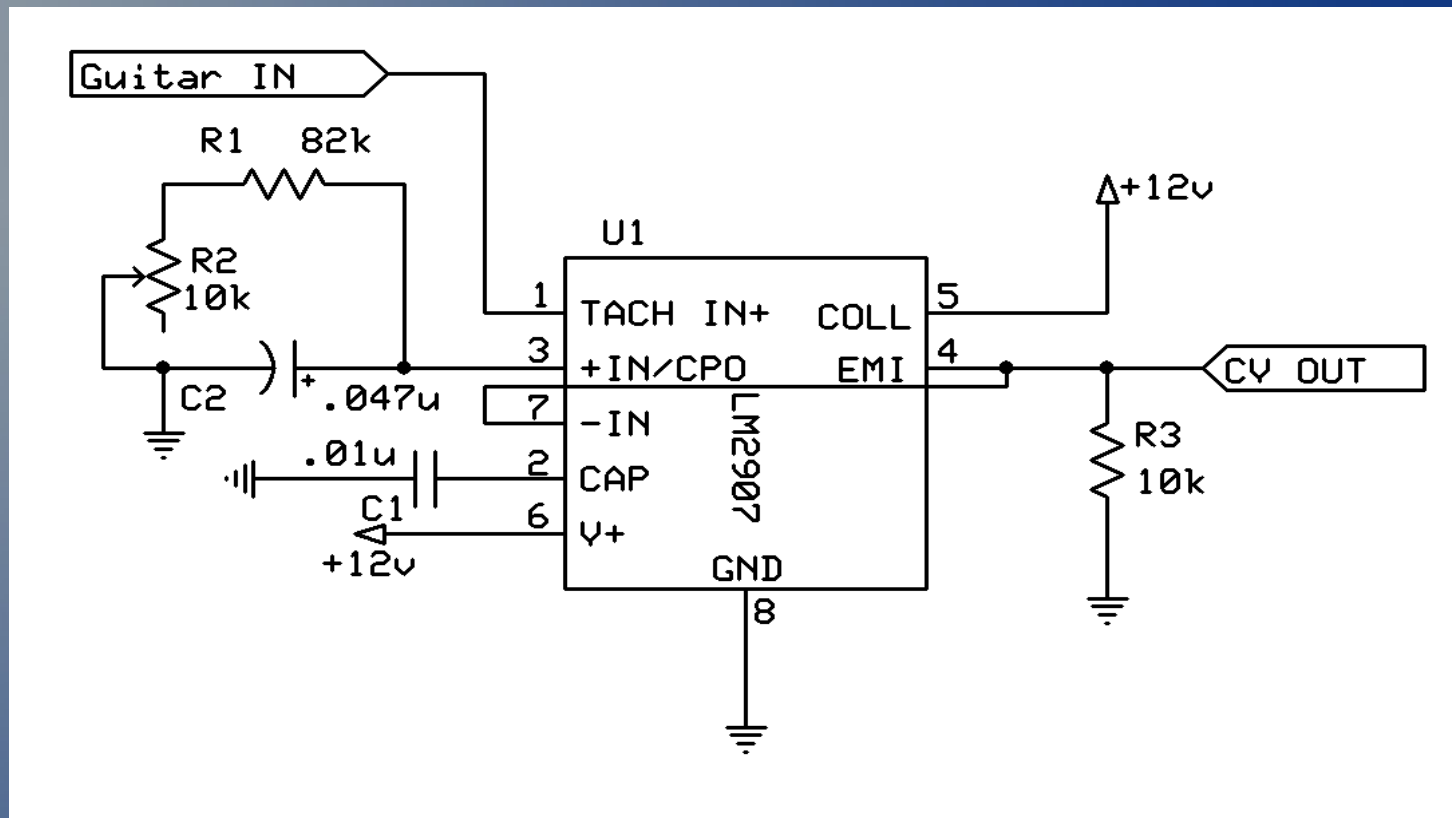 Guitar IN
R1 82k
+12v
U1
R2
10k
1 TACH IN+ COLL 5
3 +IN/CPO EMI 4
CV OUT
C2 + .047u
7 -IN
LM2907
R3
10k
.01u
2 CAP
C1
6 V+
+12v
GND
8